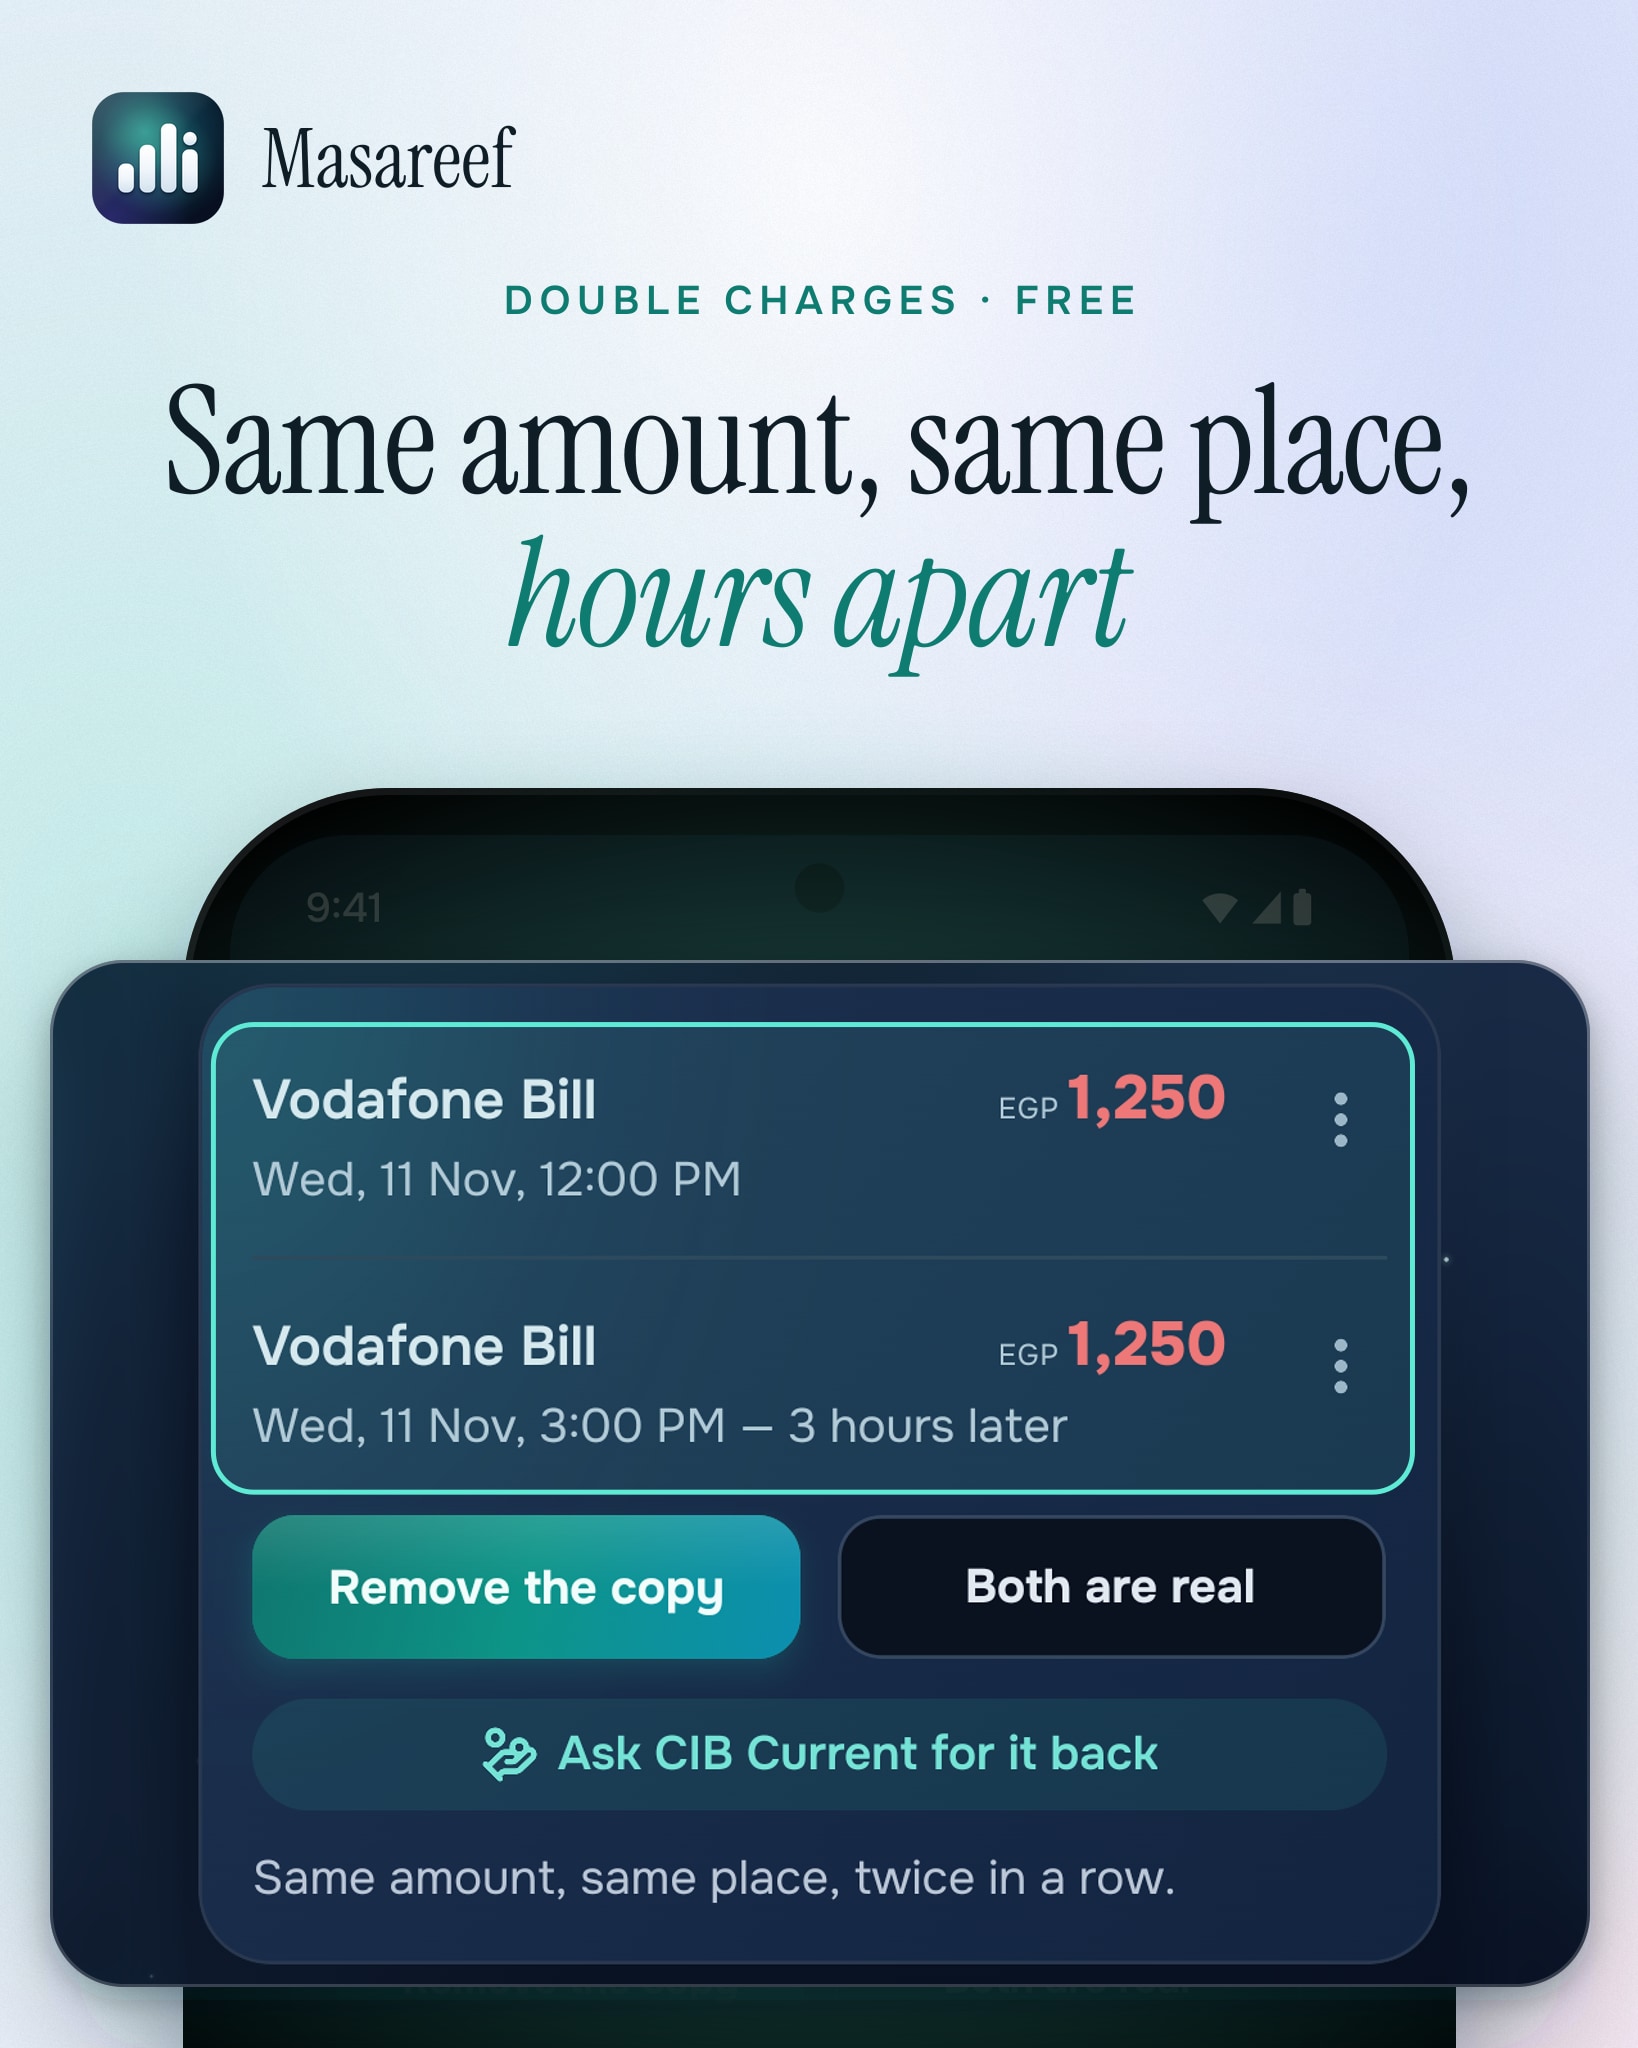 Masareef
DOUBLE CHARGES · FREE
Same amount, same place,
hours apart
9:41
Vodafone Bill
EGP 1,250
Wed, 11 Nov, 12:00 PM
Vodafone Bill
EGP 1,250
Wed, 11 Nov, 3:00 PM — 3 hours later
Remove the copy
Both are real
Ask CIB Current for it back
Same amount, same place, twice in a row.